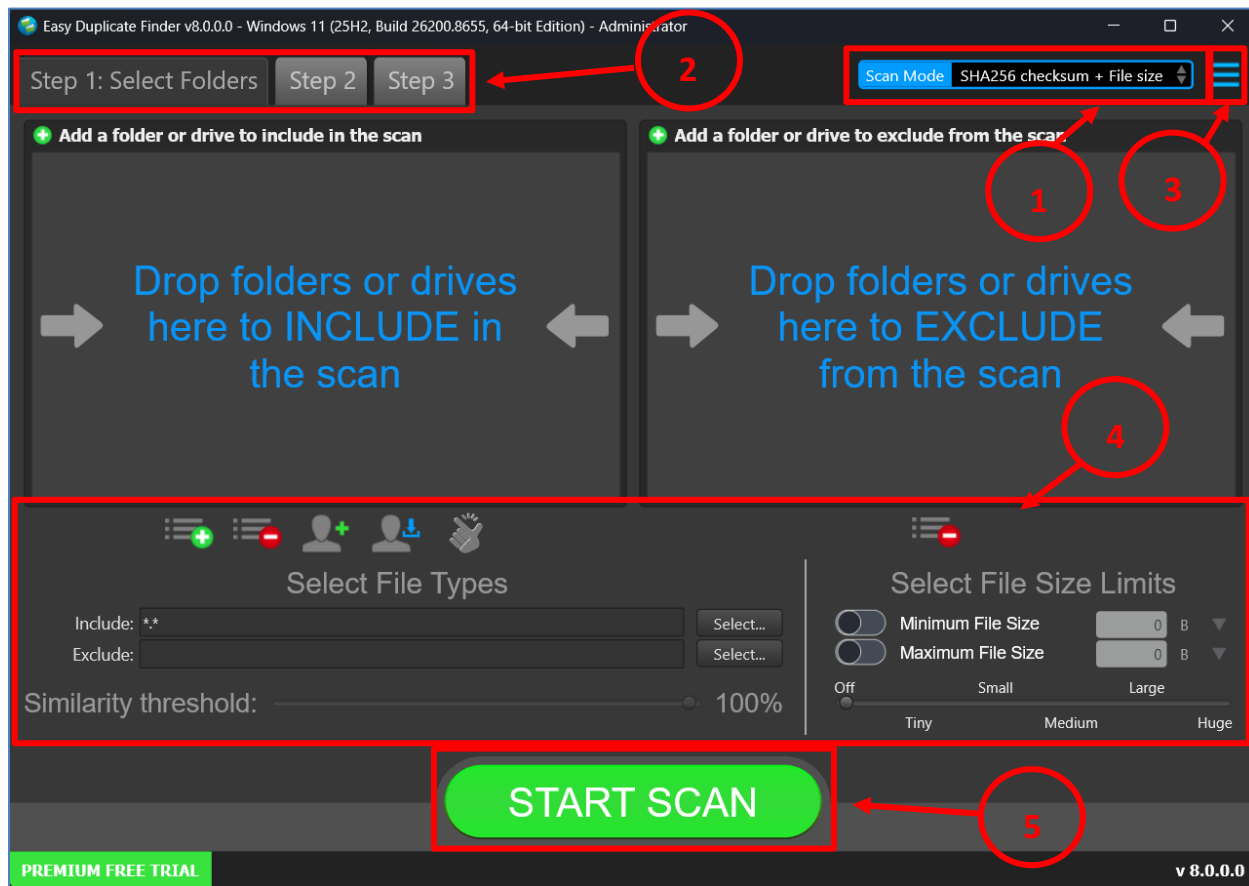 Easy Duplicate Finder v8.0.0.0 - Windows 11 (25H2, Build 26200.8655, 64-bit Edition) - Administrator
Step 1: Select Folders
Step 2
Step 3
2
Scan Mode
SHA256 checksum + File size
Add a folder or drive to include in the scan
Add a folder or drive to exclude from the scan
1
3
Drop folders or drives
here to INCLUDE in
the scan
Drop folders or drives
here to EXCLUDE
from the scan
4
Select File Types
Include: *.* Select...
Exclude: Select...
Similarity threshold: 100%
Select File Size Limits
Minimum File Size 0 B
Maximum File Size 0 B
Off Small Large
Tiny Medium Huge
START SCAN
5
PREMIUM FREE TRIAL
v 8.0.0.0